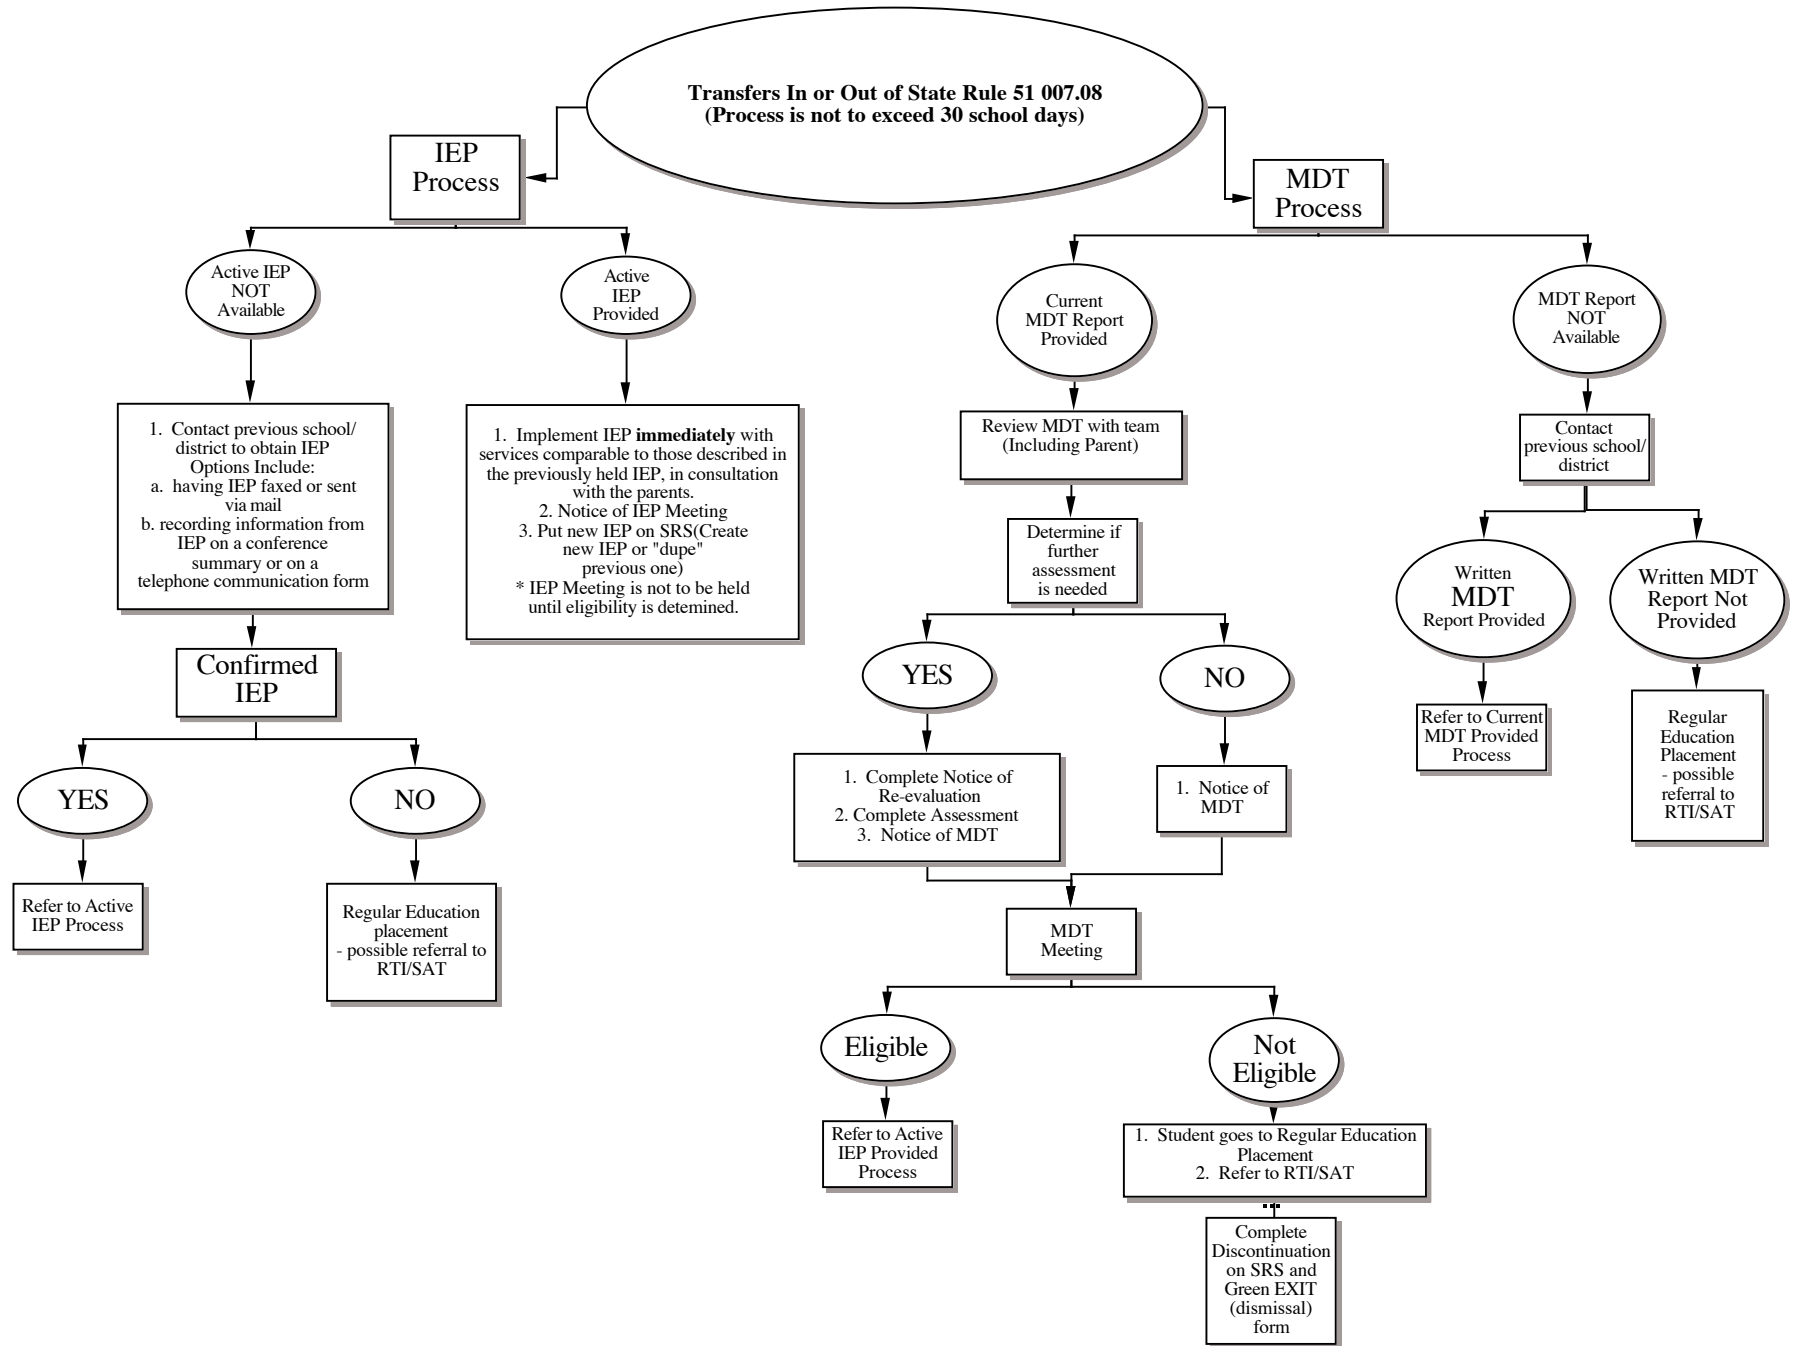 Transfers In or Out of State Rule 51 007.08
(Process is not to exceed 30 school days)
IEP
Process
MDT
Process
Active IEP
NOT
Available
Active
IEP
Provided
Current
MDT Report
Provided
MDT Report
NOT
Available
1. Contact previous school/
district to obtain IEP
Options Include:
a. having IEP faxed or sent
via mail
b. recording information from
IEP on a conference
summary or on a
telephone communication form
1. Implement IEP immediately with
services comparable to those described in
the previously held IEP, in consultation
with the parents.
2. Notice of IEP Meeting
3. Put new IEP on SRS(Create
new IEP or "dupe"
previous one)
* IEP Meeting is not to be held
until eligibility is detemined.
Review MDT with team
(Including Parent)
Contact
previous school/
district
Determine if
further
assessment
is needed
Written
MDT
Report Provided
Written MDT
Report Not
Provided
Confirmed
IEP
YES
NO
Refer to Current
MDT Provided
Process
Regular
Education
Placement
- possible
referral to
RTI/SAT
YES
NO
1. Complete Notice of
Re-evaluation
2. Complete Assessment
3. Notice of MDT
1. Notice of
MDT
Refer to Active
IEP Process
Regular Education
placement
- possible referral to
RTI/SAT
MDT
Meeting
Eligible
Not
Eligible
Refer to Active
IEP Provided
Process
1. Student goes to Regular Education
Placement
2. Refer to RTI/SAT
Complete
Discontinuation
on SRS and
Green EXIT
(dismissal)
form